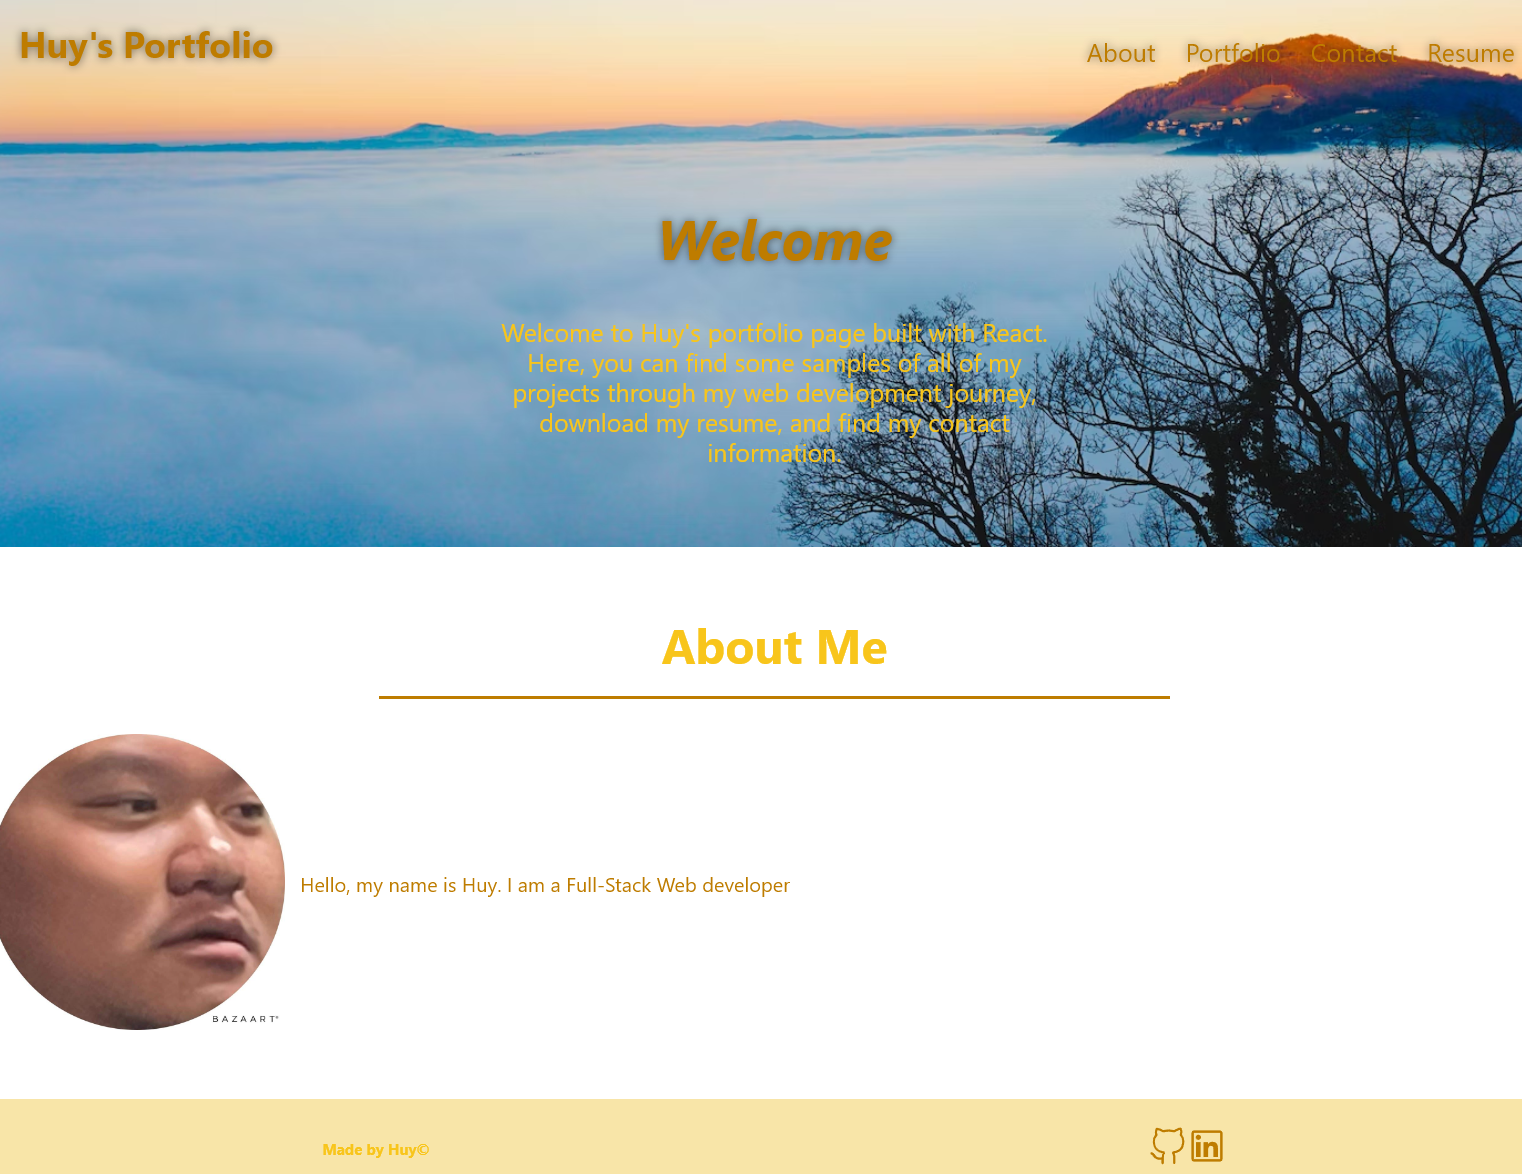 Huy's Portfolio
About Portfolio Contact Resume
Welcome
Welcome to Huy's portfolio page built with React.
Here, you can find some samples of all of my
projects through my web development journey,
download my resume, and find my contact
information.
About Me
Hello, my name is Huy. I am a Full-Stack Web developer
BAZAART®
Made by Huy©
in